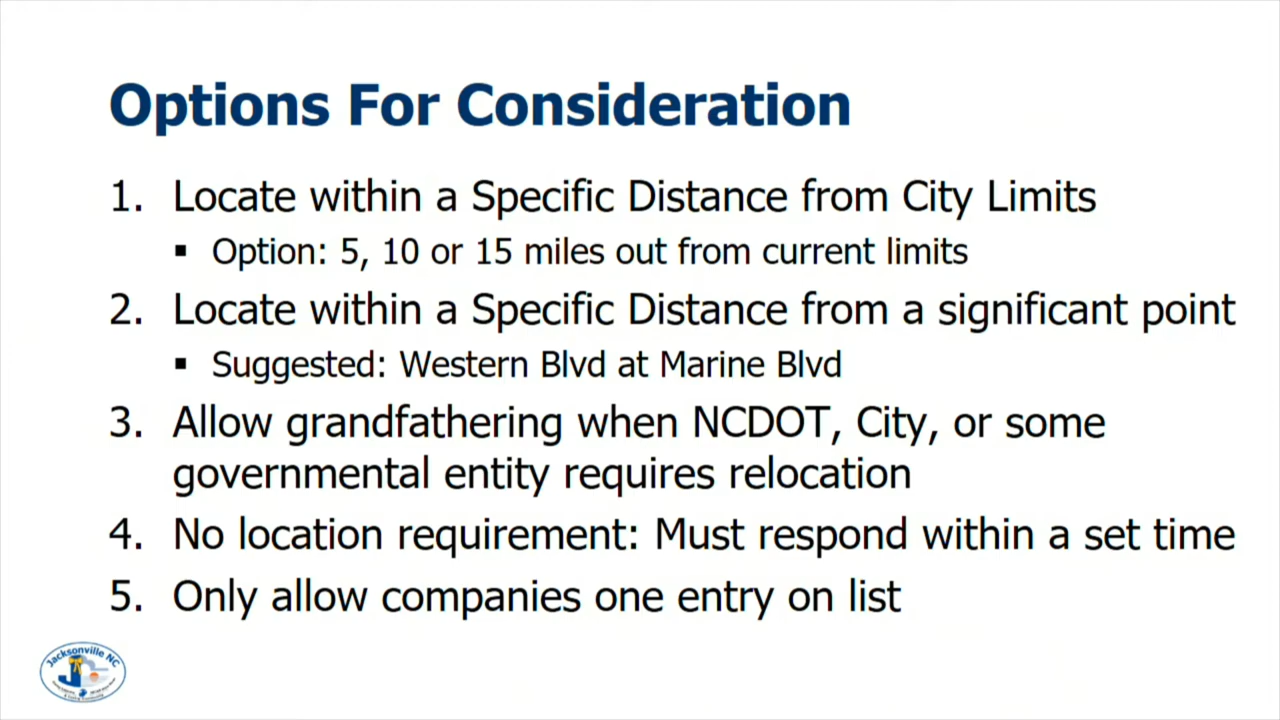 Options For Consideration
1. Locate within a Specific Distance from City Limits
▪ Option: 5, 10 or 15 miles out from current limits
2. Locate within a Specific Distance from a significant point
▪ Suggested: Western Blvd at Marine Blvd
3. Allow grandfathering when NCDOT, City, or some
governmental entity requires relocation
4. No location requirement: Must respond within a set time
5. Only allow companies one entry on list
Jacksonville NC